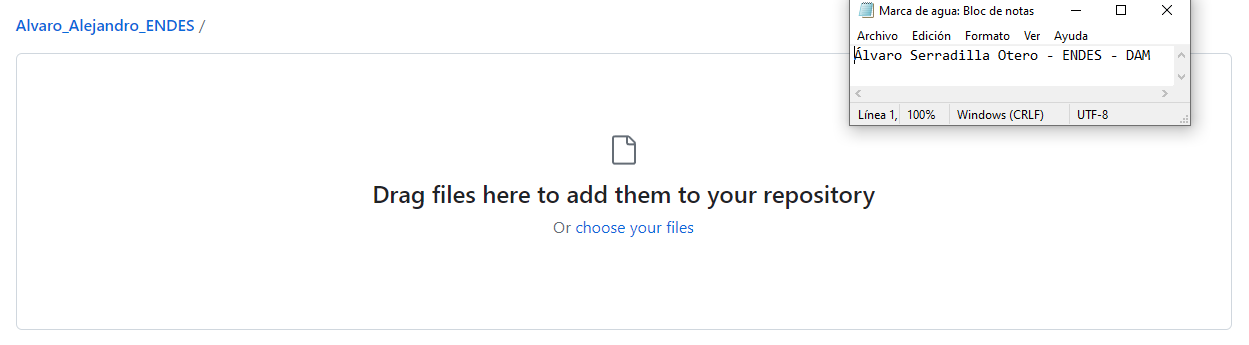 Alvaro_Alejandro_ENDES /
Marca de agua: Bloc de notas
Archivo Edición Formato Ver Ayuda
Álvaro Serradilla Otero - ENDES - DAM
Línea 1, 100% Windows (CRLF) UTF-8
Drag files here to add them to your repository
Or choose your files